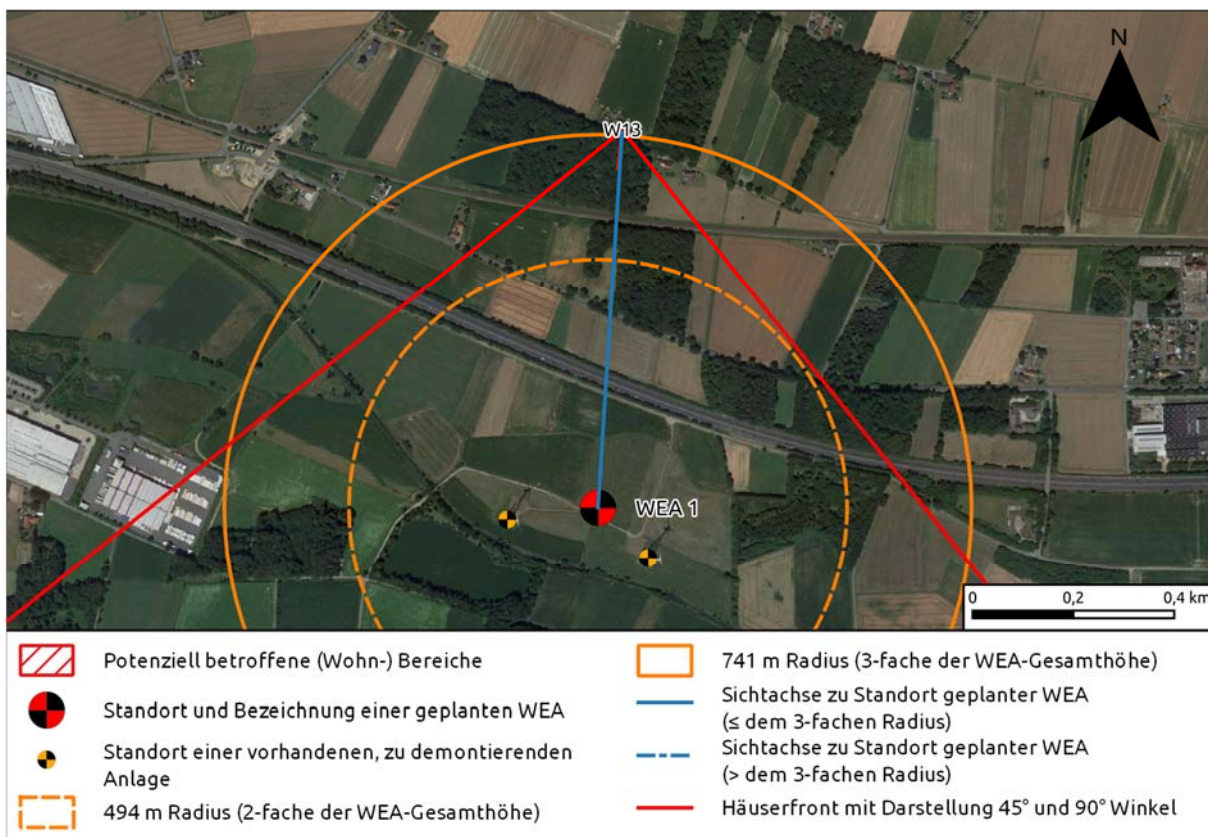 N
W13
WEA 1
0 0,2 0,4 km
Potenziell betroffene (Wohn-) Bereiche
Standort und Bezeichnung einer geplanten WEA
Standort einer vorhandenen, zu demontierenden
Anlage
494 m Radius (2-fache der WEA-Gesamthöhe)
741 m Radius (3-fache der WEA-Gesamthöhe)
Sichtachse zu Standort geplanter WEA
(≤ dem 3-fachen Radius)
Sichtachse zu Standort geplanter WEA
(> dem 3-fachen Radius)
Häuserfront mit Darstellung 45° und 90° Winkel